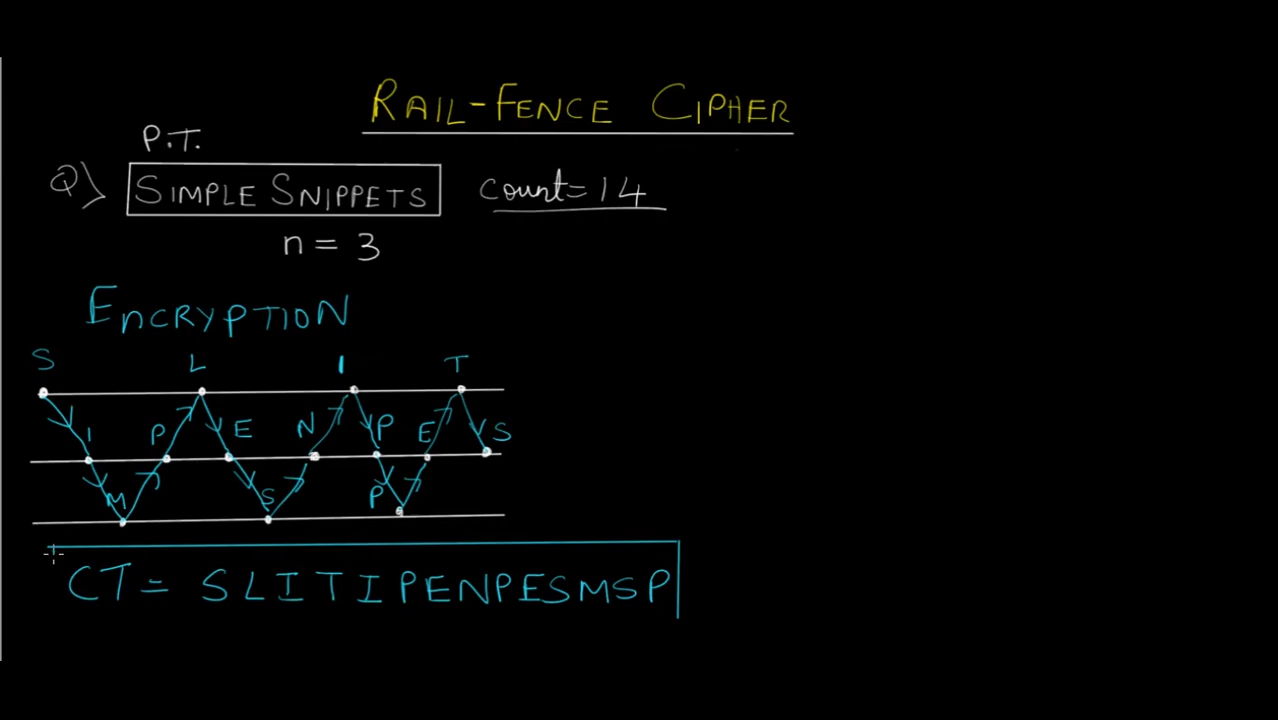 RAIL-FENCE CIPHER
P.T.
Q) SIMPLE SNIPPETS count=14
n = 3
ENCRYPTION
S L I T
I P E N P E S
M S P
CT = SLITIPENPESMSP